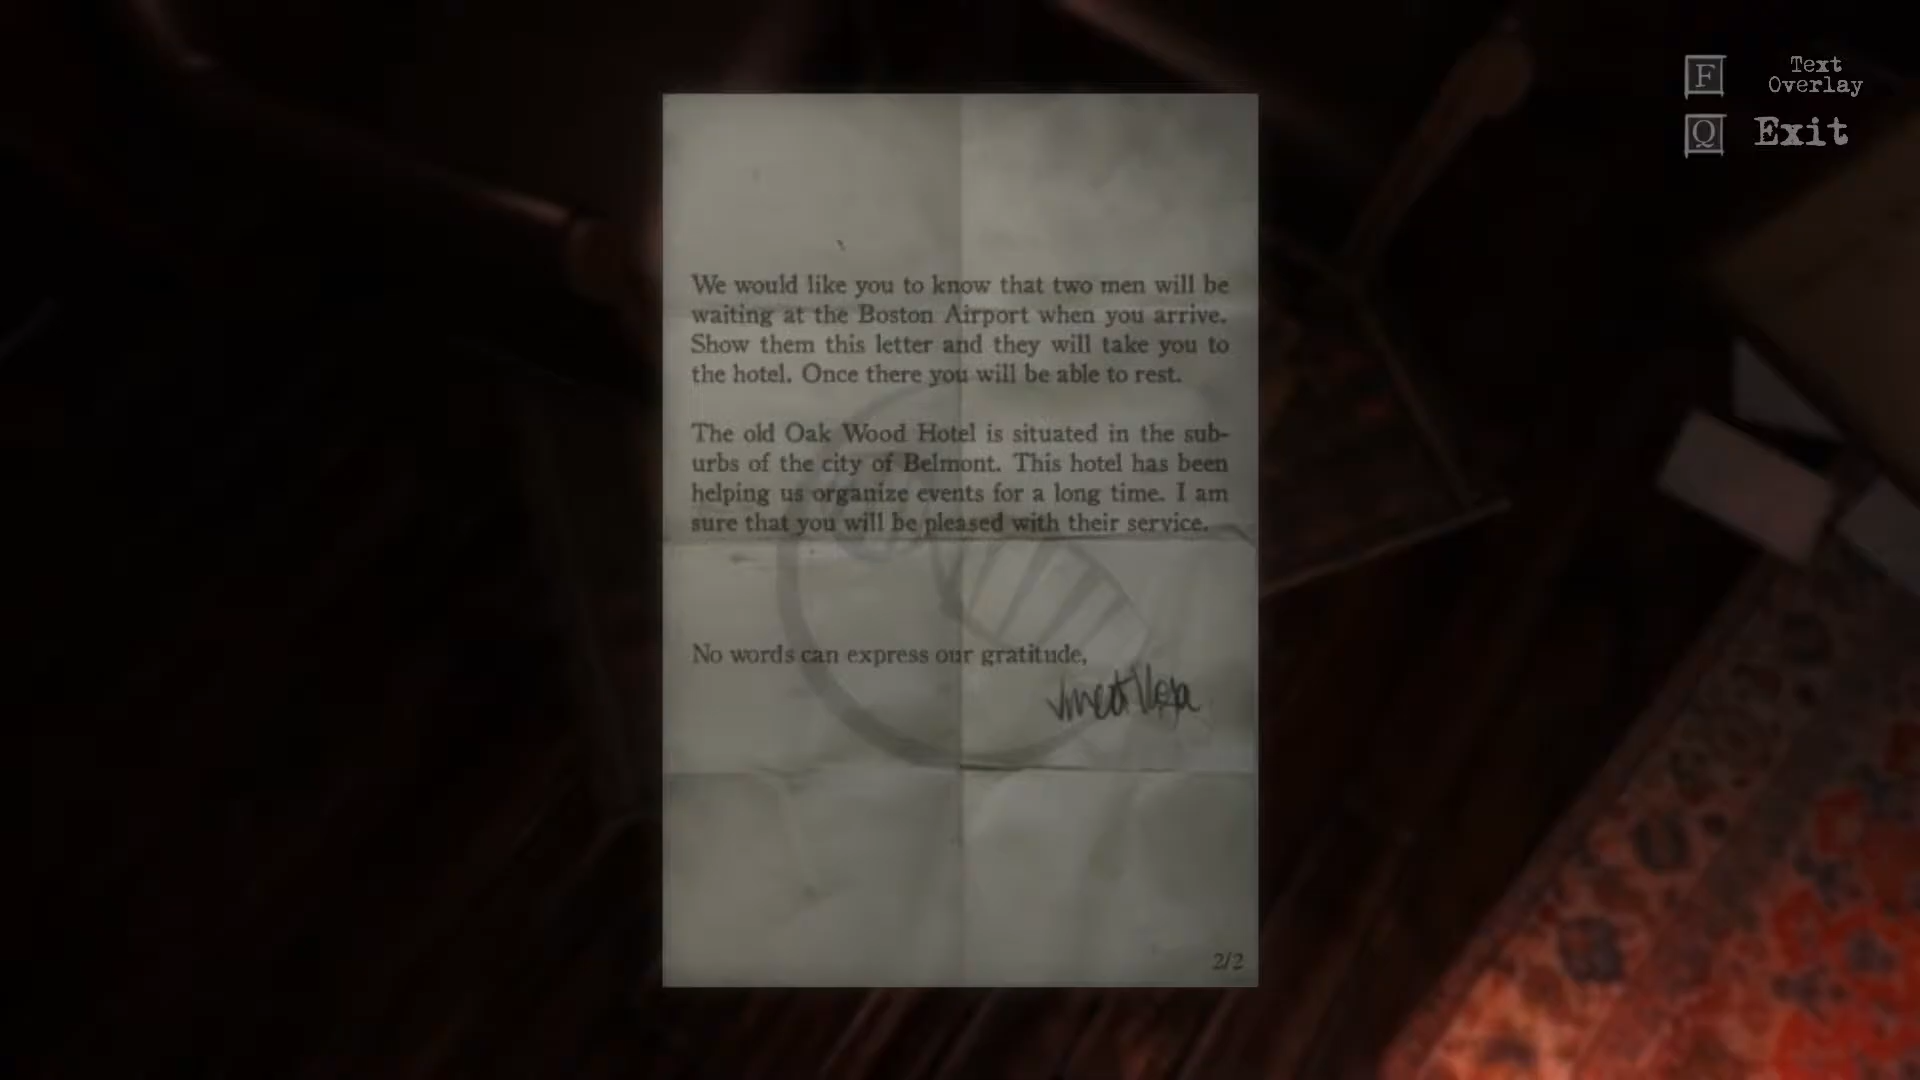 F Text
Overlay
Q Exit
We would like you to know that two men will be
waiting at the Boston Airport when you arrive.
Show them this letter and they will take you to
the hotel. Once there you will be able to rest.
The old Oak Wood Hotel is situated in the sub-
urbs of the city of Belmont. This hotel has been
helping us organize events for a long time. I am
sure that you will be pleased with their service.
No words can express our gratitude,
2/2